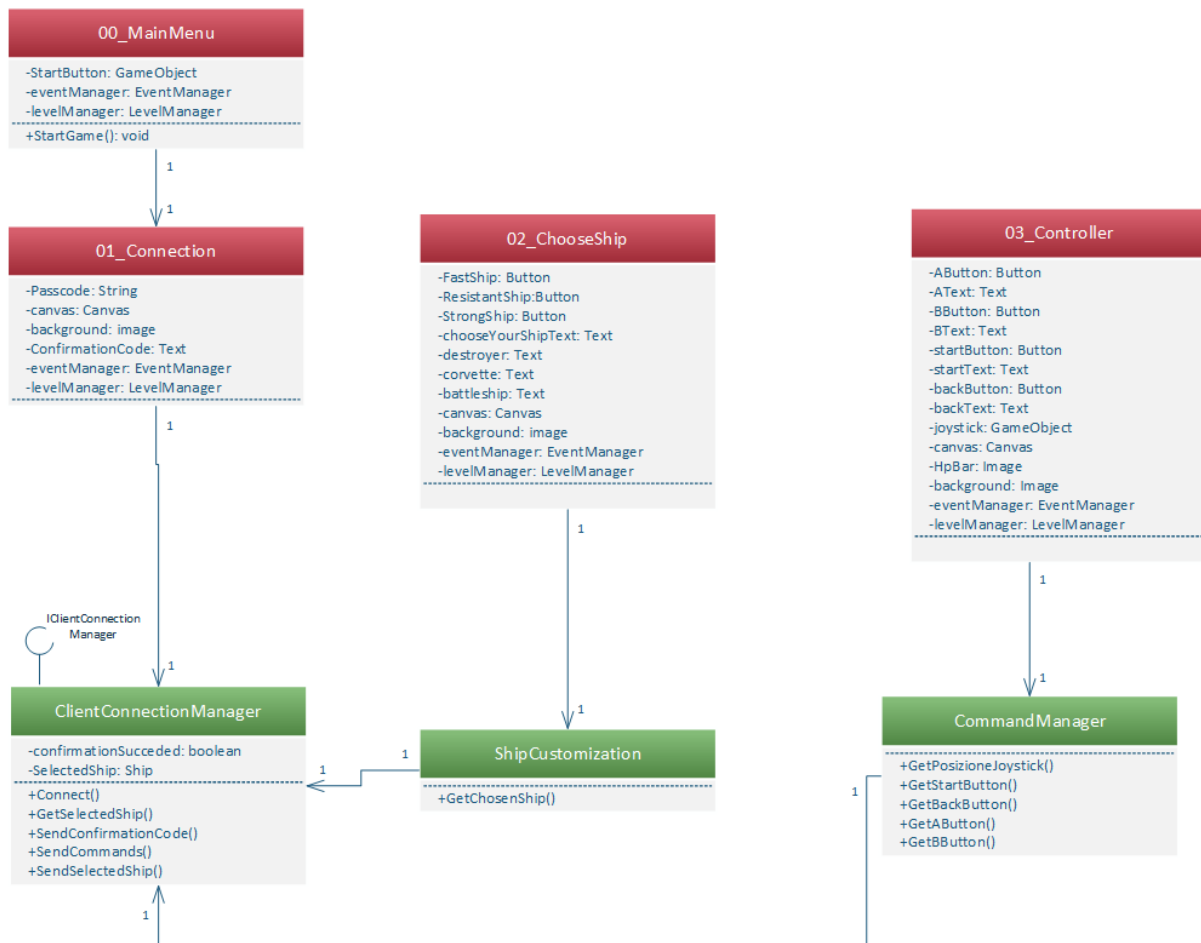 00_MainMenu
-StartButton: GameObject
-eventManager: EventManager
-levelManager: LevelManager
+StartGame(): void
1
1
01_Connection
-Passcode: String
-canvas: Canvas
-background: image
-ConfirmationCode: Text
-eventManager: EventManager
-levelManager: LevelManager
1
1
02_ChooseShip
-FastShip: Button
-ResistantShip:Button
-StrongShip: Button
-chooseYourShipText: Text
-destroyer: Text
-corvette: Text
-battleship: Text
-canvas: Canvas
-background: image
-eventManager: EventManager
-levelManager: LevelManager
1
1
03_Controller
-AButton: Button
-AText: Text
-BButton: Button
-BText: Text
-startButton: Button
-startText: Text
-backButton: Button
-backText: Text
-joystick: GameObject
-canvas: Canvas
-HpBar: Image
-background: Image
-eventManager: EventManager
-levelManager: LevelManager
1
1
IClientConnection
Manager
ClientConnectionManager
-confirmationSucceded: boolean
-SelectedShip: Ship
+Connect()
+GetSelectedShip()
+SendConfirmationCode()
+SendCommands()
+SendSelectedShip()
1
1
1
ShipCustomization
+GetChosenShip()
CommandManager
+GetPosizioneJoystick()
+GetStartButton()
+GetBackButton()
+GetAButton()
+GetBButton()
1